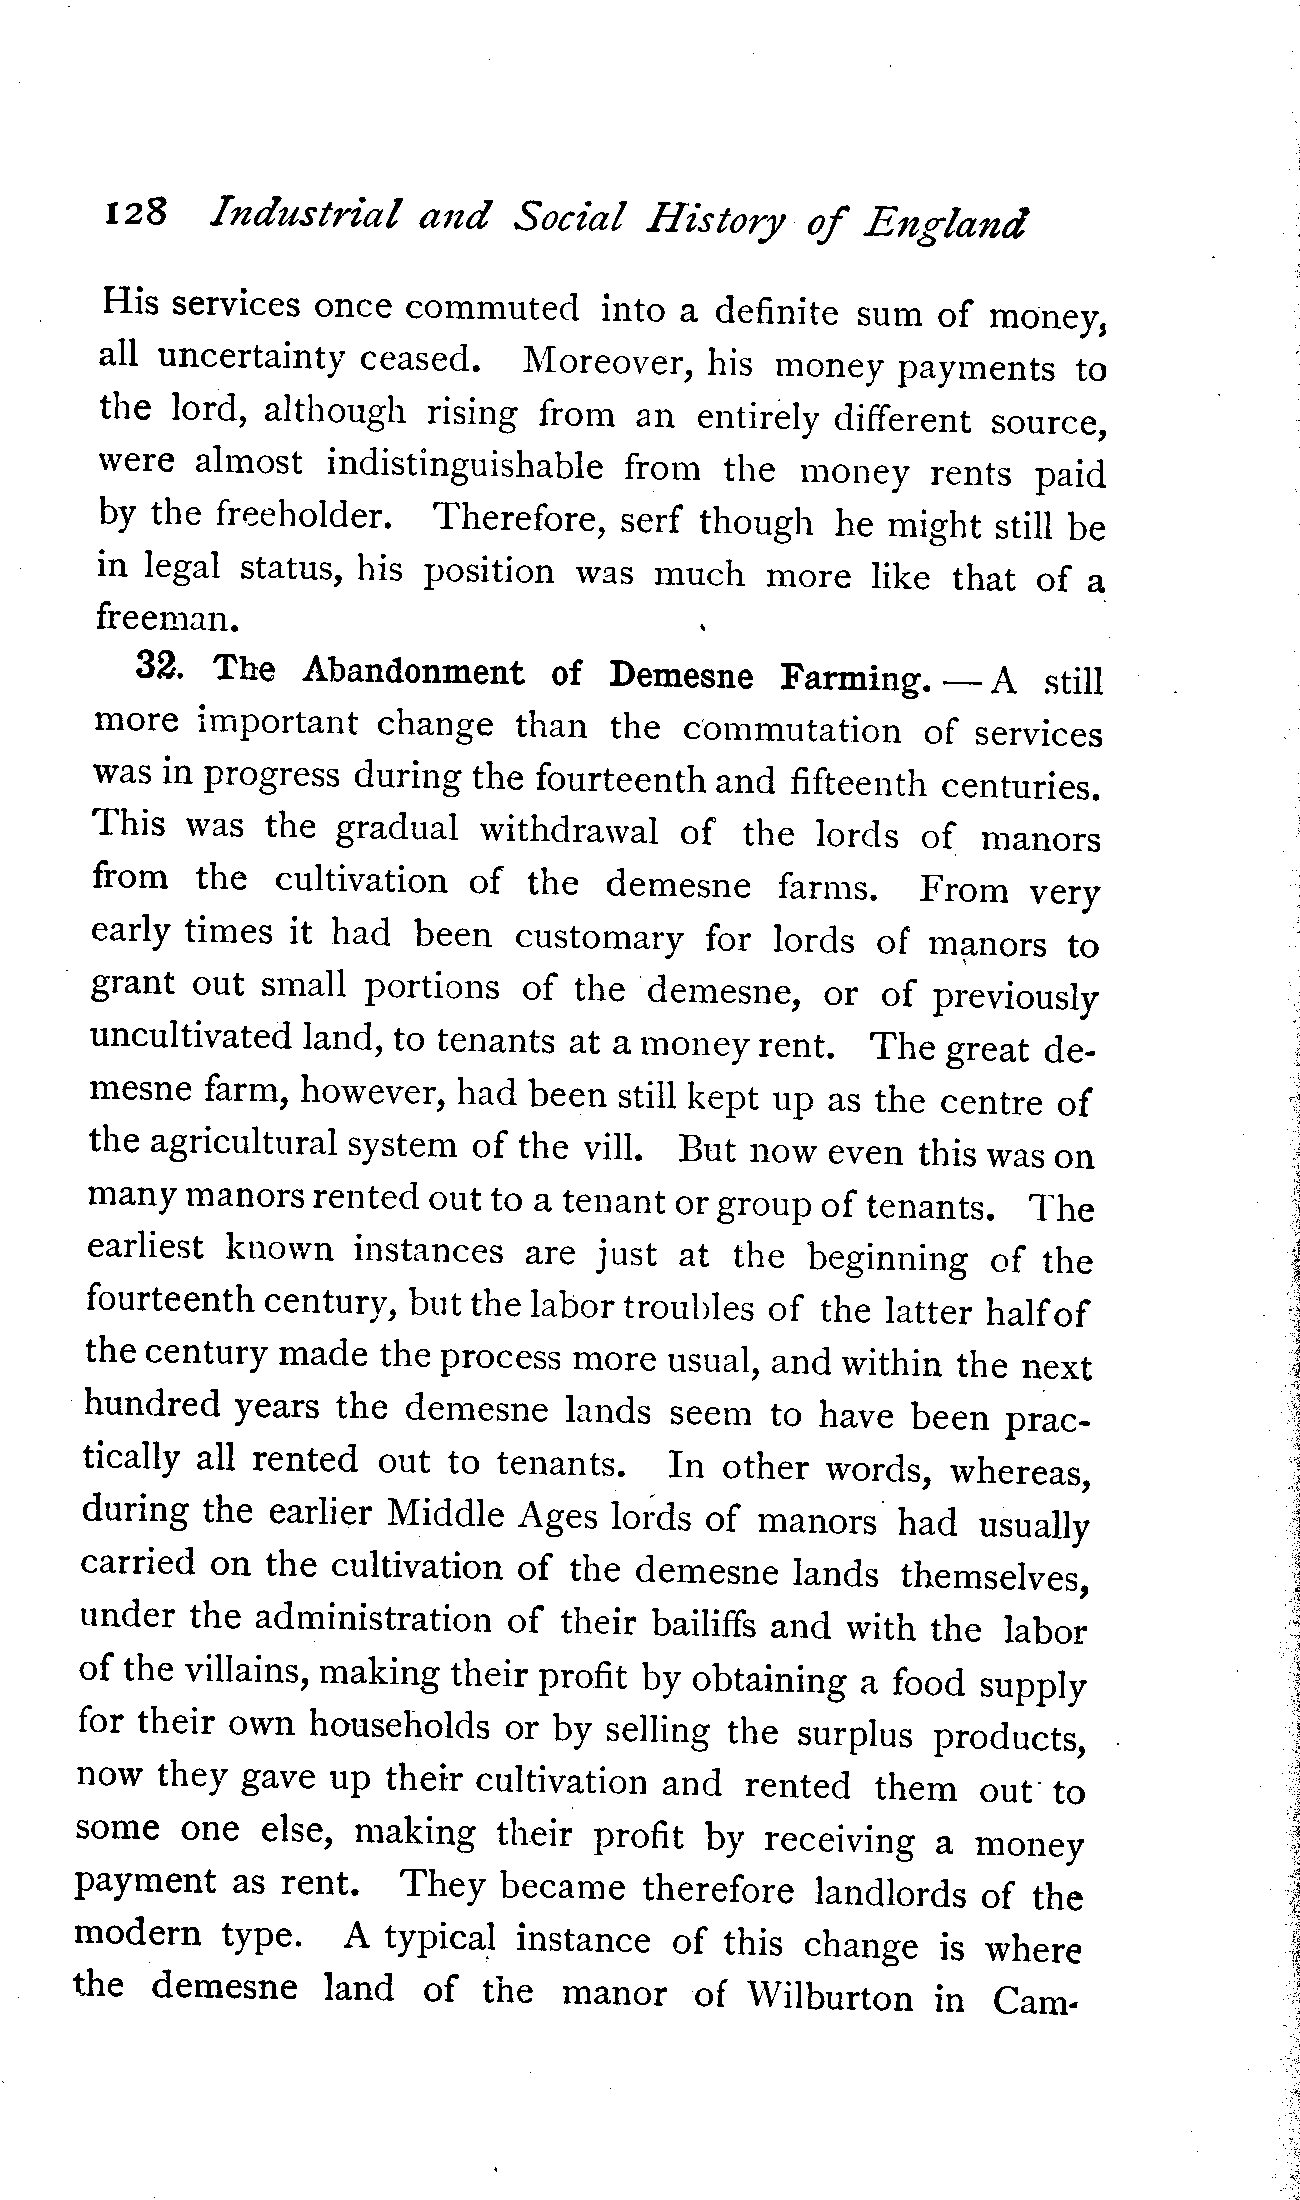 128 Industrial and Social History of England
His services once commuted into a definite sum of money,
all uncertainty ceased. Moreover, his money payments to
the lord, although rising from an entirely different source,
were almost indistinguishable from the money rents paid
by the freeholder. Therefore, serf though he might still be
in legal status, his position was much more like that of a
freeman.
32. The Abandonment of Demesne Farming. — A still
more important change than the commutation of services
was in progress during the fourteenth and fifteenth centuries.
This was the gradual withdrawal of the lords of manors
from the cultivation of the demesne farms. From very
early times it had been customary for lords of manors to
grant out small portions of the demesne, or of previously
uncultivated land, to tenants at a money rent. The great de-
mesne farm, however, had been still kept up as the centre of
the agricultural system of the vill. But now even this was on
many manors rented out to a tenant or group of tenants. The
earliest known instances are just at the beginning of the
fourteenth century, but the labor troubles of the latter half of
the century made the process more usual, and within the next
hundred years the demesne lands seem to have been prac-
tically all rented out to tenants. In other words, whereas,
during the earlier Middle Ages lords of manors had usually
carried on the cultivation of the demesne lands themselves,
under the administration of their bailiffs and with the labor
of the villains, making their profit by obtaining a food supply
for their own households or by selling the surplus products,
now they gave up their cultivation and rented them out to
some one else, making their profit by receiving a money
payment as rent. They became therefore landlords of the
modern type. A typical instance of this change is where
the demesne land of the manor of Wilburton in Cam-